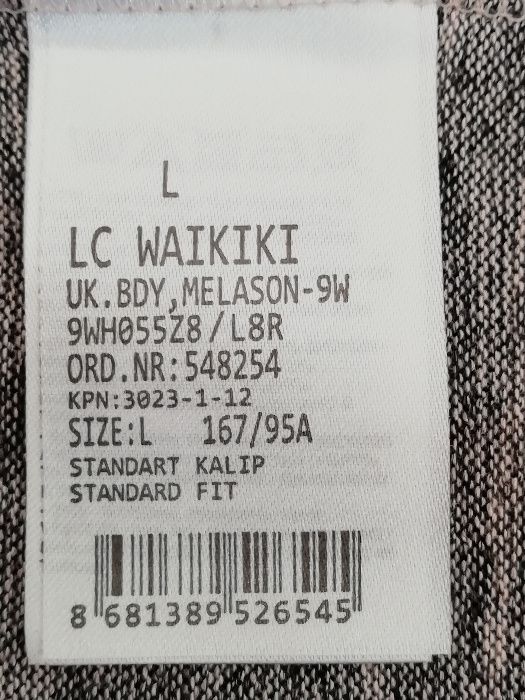 L
LC WAIKIKI
UK.BDY,MELASON-9W
9WH055Z8/L8R
ORD.NR:548254
KPN:3023-1-12
SIZE:L 167/95A
STANDART KALIP
STANDARD FIT
8 681389 526545